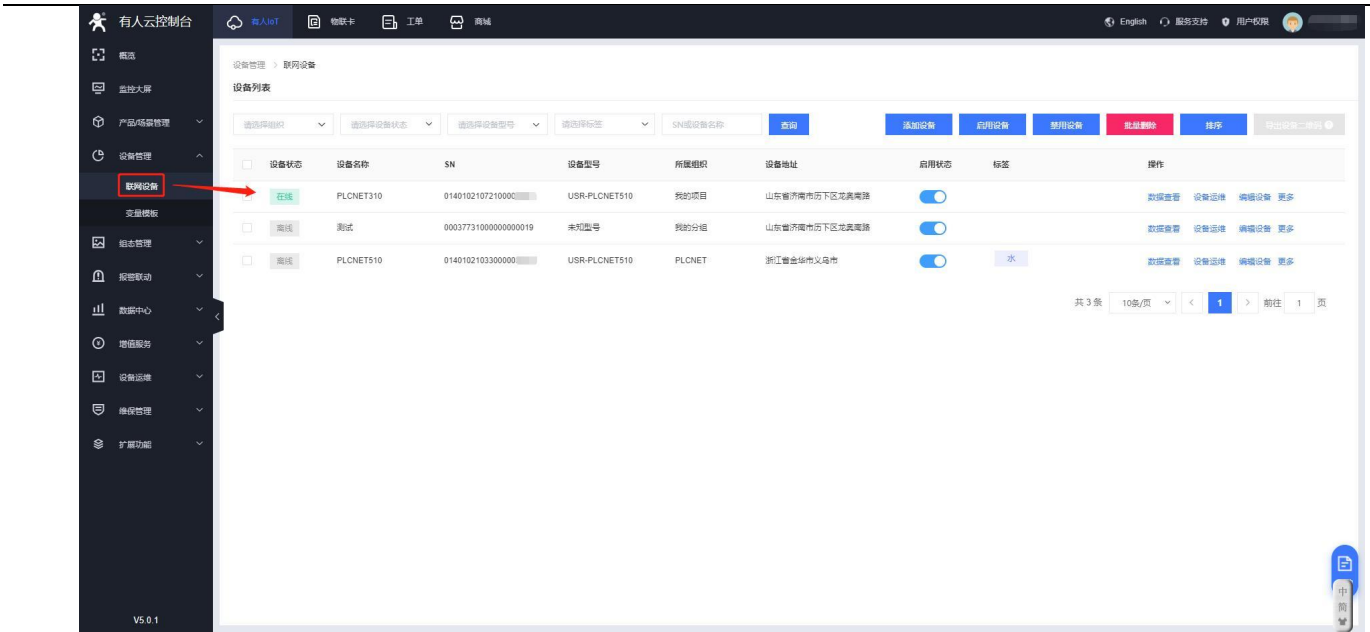 有人云控制台 有人IoT 物联卡 工单 商城 English 服务支持 用户权限
概览
监控大屏
产品/场景管理
设备管理
联网设备
变量模板
组态管理
报警联动
数据中心
增值服务
设备运维
维保管理
扩展功能
V5.0.1
设备管理 > 联网设备
设备列表
请选择组织 请选择设备状态 请选择设备型号 请选择标签 SN或设备名称 查询 添加设备 启用设备 禁用设备 批量删除 排序 导出设备二维码
设备状态 设备名称 SN 设备型号 所属组织 设备地址 启用状态 标签 操作
在线 PLCNET310 0140102107210000 USR-PLCNET510 我的项目 山东省济南市历下区龙奥南路 数据查看 设备运维 编辑设备 更多
离线 测试 00037731000000000019 未知型号 我的分组 山东省济南市历下区龙奥南路 数据查看 设备运维 编辑设备 更多
离线 PLCNET510 0140102103300000 USR-PLCNET510 PLCNET 浙江省金华市义乌市 水 数据查看 设备运维 编辑设备 更多
共 3 条 10条/页 < 1 > 前往 1 页
中
简